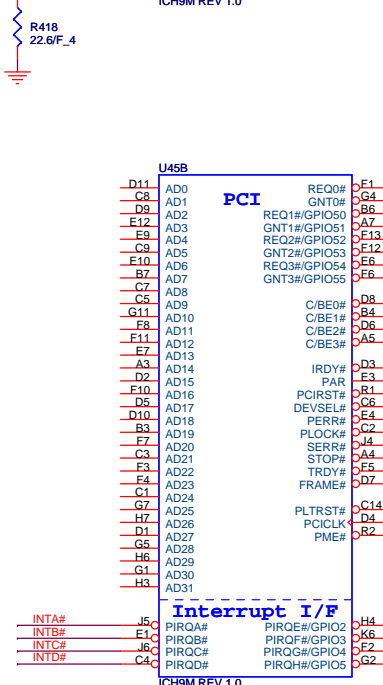 ICH9M REV 1.0
R418
22.6/F_4
U45B
PCI
D11 AD0 REQ0# F1
C8 AD1 GNT0# G4
D9 AD2 REQ1#/GPIO50 B6
E12 AD3 GNT1#/GPIO51 A7
E9 AD4 REQ2#/GPIO52 F13
C9 AD5 GNT2#/GPIO53 F12
E10 AD6 REQ3#/GPIO54 E6
B7 AD7 GNT3#/GPIO55 F6
C7 AD8
C5 AD9 C/BE0# D8
G11 AD10 C/BE1# B4
F8 AD11 C/BE2# D6
F11 AD12 C/BE3# A5
E7 AD13
A3 AD14 IRDY# D3
D2 AD15 PAR E3
F10 AD16 PCIRST# R1
D5 AD17 DEVSEL# C6
D10 AD18 PERR# E4
B3 AD19 PLOCK# C2
F7 AD20 SERR# J4
C3 AD21 STOP# A4
F3 AD22 TRDY# F5
F4 AD23 FRAME# D7
C1 AD24
G7 AD25 PLTRST# C14
H7 AD26 PCICLK D4
D1 AD27 PME# R2
G5 AD28
H6 AD29
G1 AD30
H3 AD31
Interrupt I/F
INTA# J5 PIRQA# PIRQE#/GPIO2 H4
INTB# E1 PIRQB# PIRQF#/GPIO3 K6
INTC# J6 PIRQC# PIRQG#/GPIO4 F2
INTD# C4 PIRQD# PIRQH#/GPIO5 G2
ICH9M REV 1.0